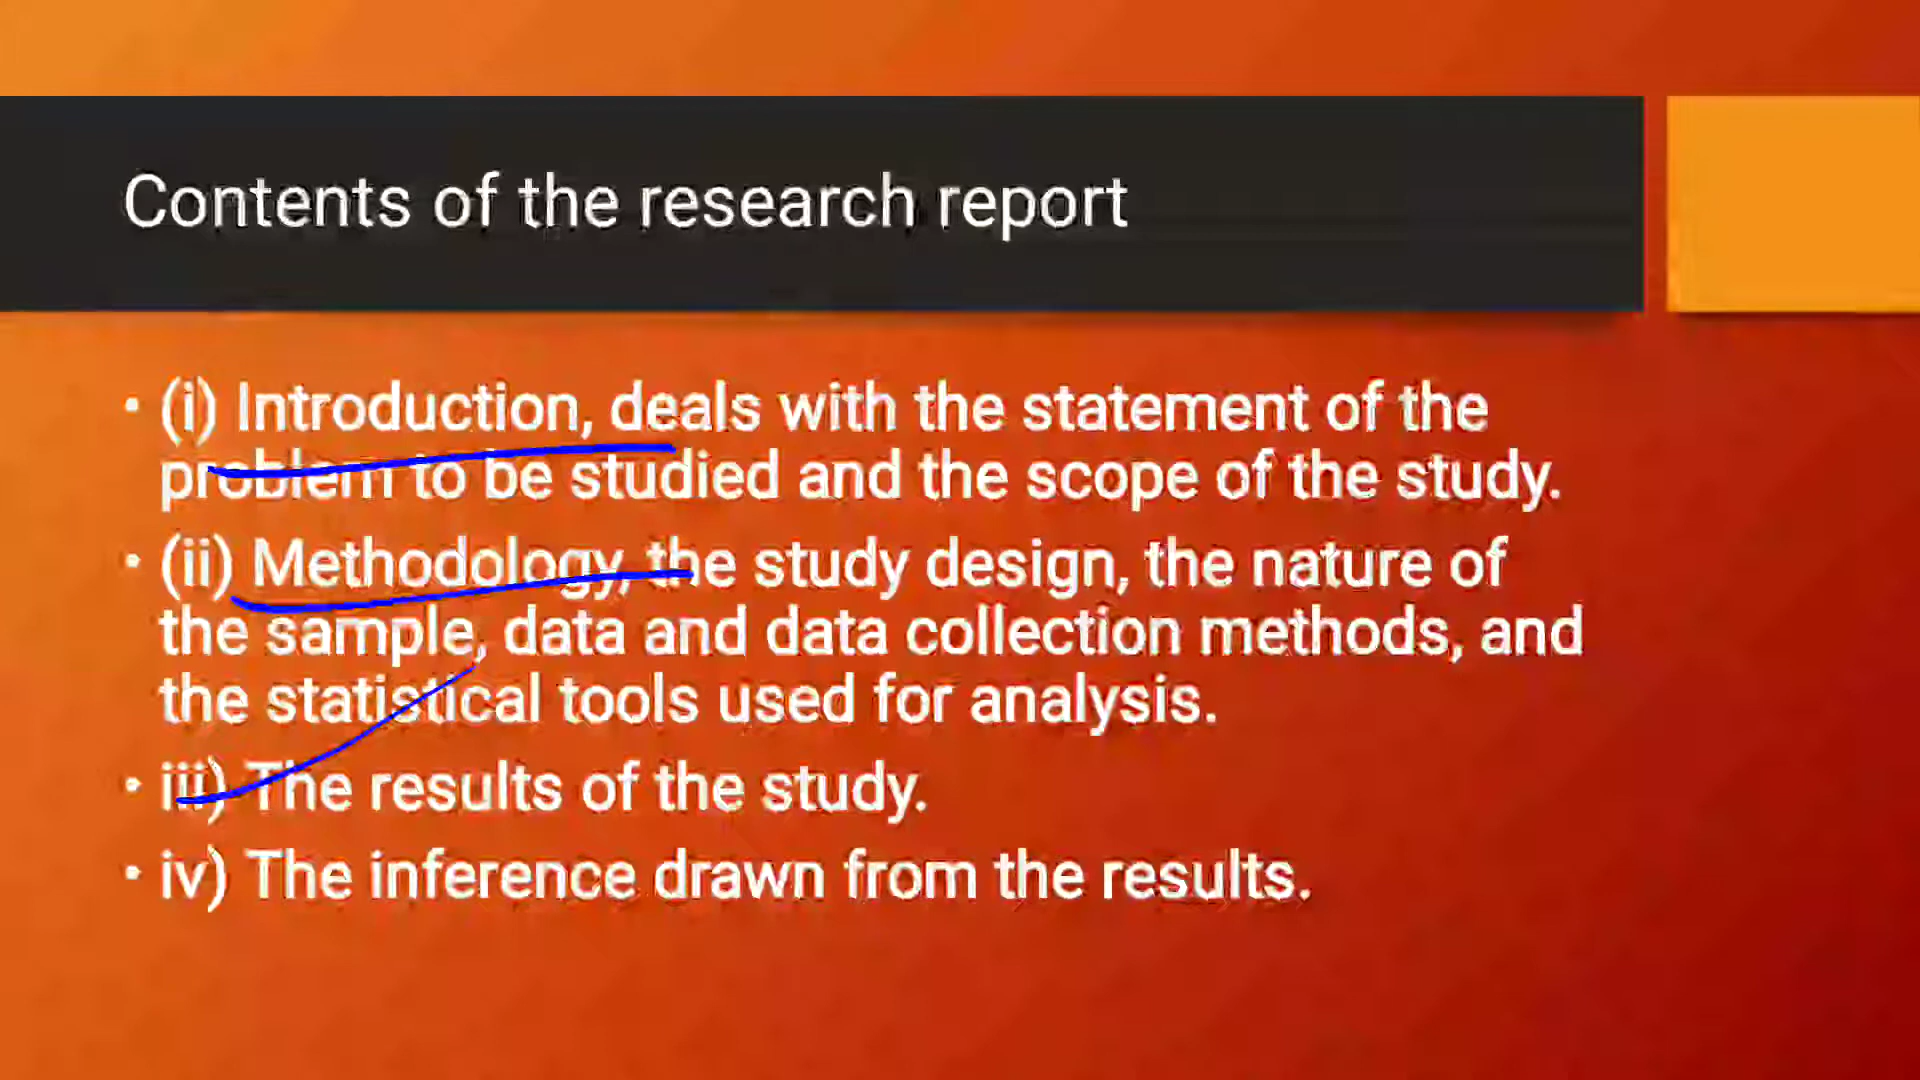 Contents of the research report
• (i) Introduction, deals with the statement of the
problem to be studied and the scope of the study.
• (ii) Methodology, the study design, the nature of
the sample, data and data collection methods, and
the statistical tools used for analysis.
• iii) The results of the study.
• iv) The inference drawn from the results.